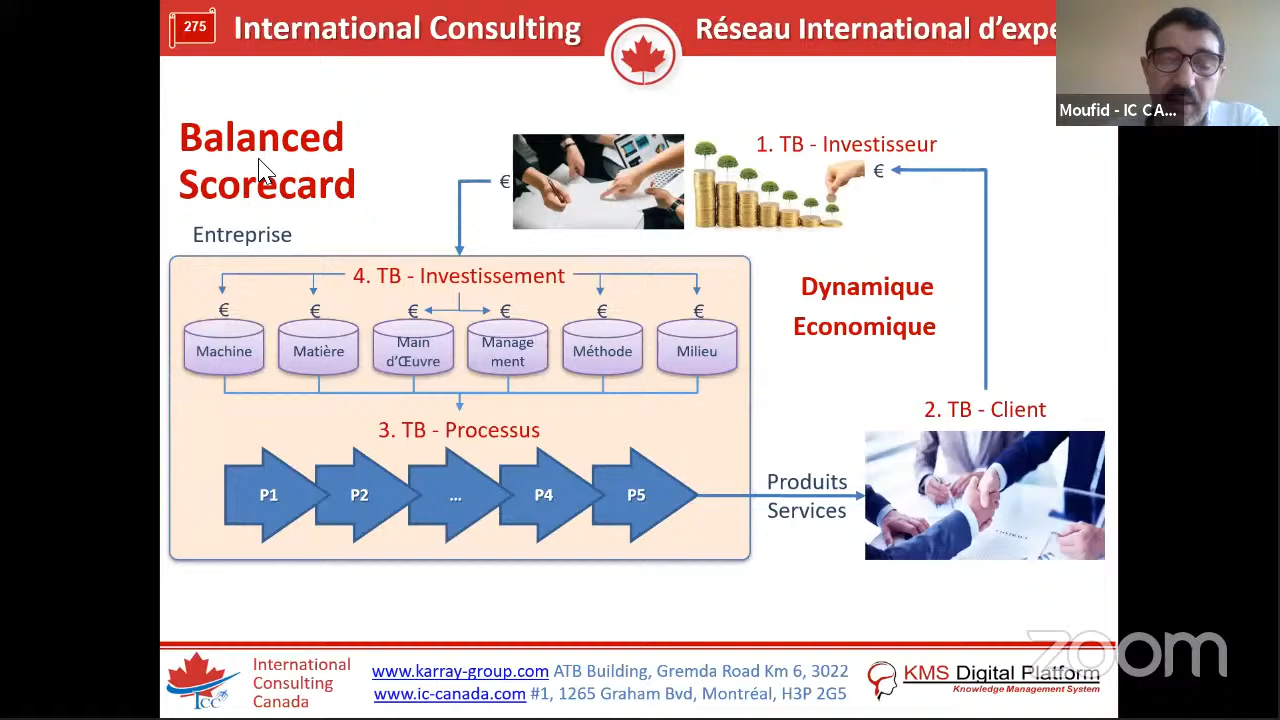 275
International Consulting
Réseau International d'expe
Moufid - IC CA...
Balanced
Scorecard
1. TB - Investisseur
€
€
Entreprise
4. TB - Investissement
€ € € € € €
Machine
Matière
Main
d'Œuvre
Manage
ment
Méthode
Milieu
Dynamique
Economique
2. TB - Client
3. TB - Processus
P1
P2
...
P4
P5
Produits
Services
CONTRACT
International
Consulting
Canada
ICC
www.karray-group.com ATB Building, Gremda Road Km 6, 3022
www.ic-canada.com #1, 1265 Graham Bvd, Montréal, H3P 2G5
KMS Digital Platform
Knowledge Management System
zoom